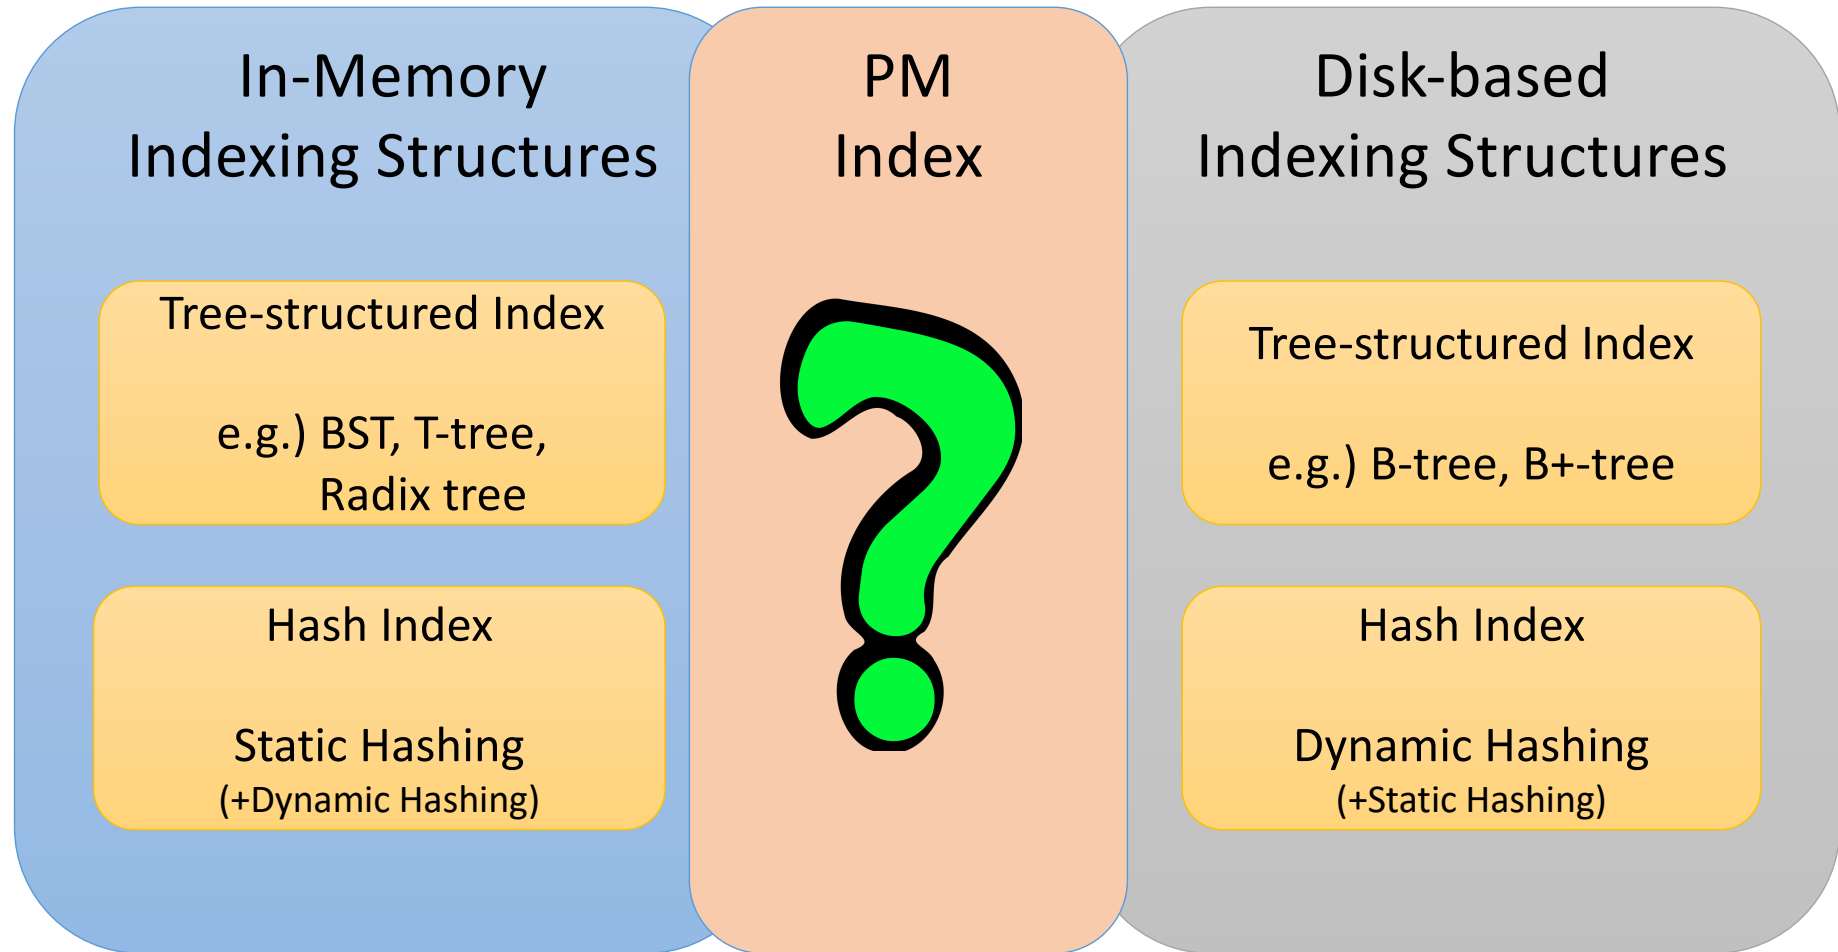 In-Memory
Indexing Structures
Tree-structured Index
e.g.) BST, T-tree,
Radix tree
Hash Index
Static Hashing
(+Dynamic Hashing)
PM
Index
?
Disk-based
Indexing Structures
Tree-structured Index
e.g.) B-tree, B+-tree
Hash Index
Dynamic Hashing
(+Static Hashing)